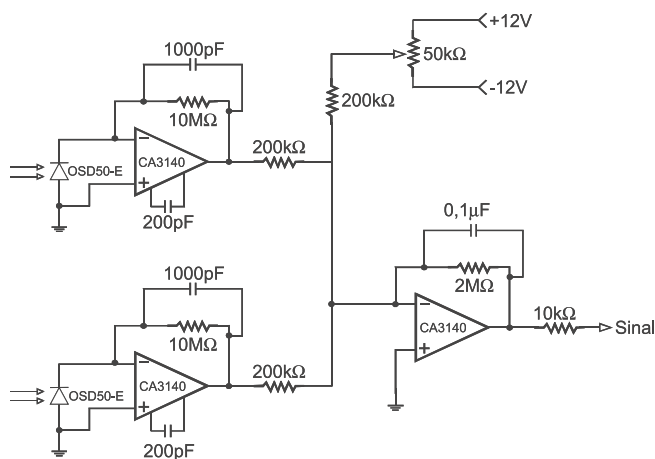 +12V
1000pF
50kΩ
10MΩ
200kΩ
-12V
200kΩ
OSD50-E
CA3140
200pF
0,1µF
1000pF
2MΩ
10MΩ
CA3140
10kΩ
Sinal
200kΩ
OSD50-E
CA3140
200pF